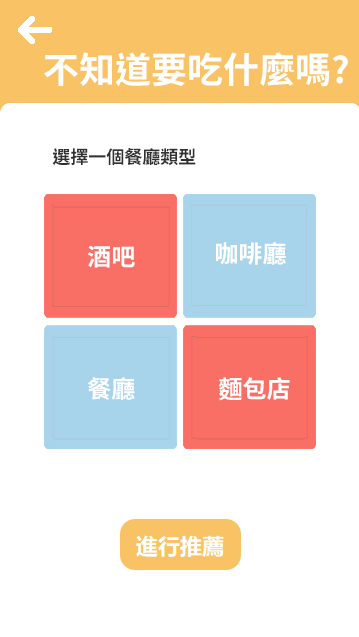 不知道要吃什麼嗎?
選擇一個餐廳類型
酒吧
咖啡廳
餐廳
麵包店
進行推薦